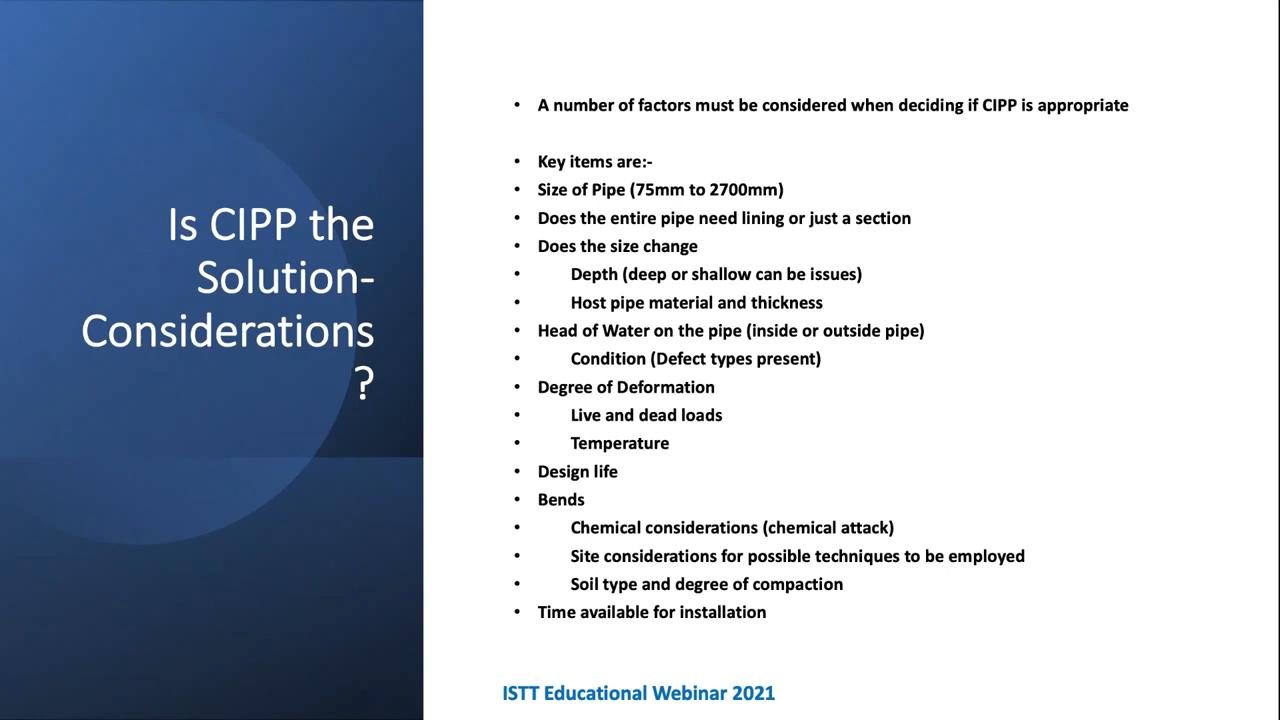 Is CIPP the
Solution-
Considerations
?
• A number of factors must be considered when deciding if CIPP is appropriate
• Key items are:-
• Size of Pipe (75mm to 2700mm)
• Does the entire pipe need lining or just a section
• Does the size change
• Depth (deep or shallow can be issues)
• Host pipe material and thickness
• Head of Water on the pipe (inside or outside pipe)
• Condition (Defect types present)
• Degree of Deformation
• Live and dead loads
• Temperature
• Design life
• Bends
• Chemical considerations (chemical attack)
• Site considerations for possible techniques to be employed
• Soil type and degree of compaction
• Time available for installation
ISTT Educational Webinar 2021